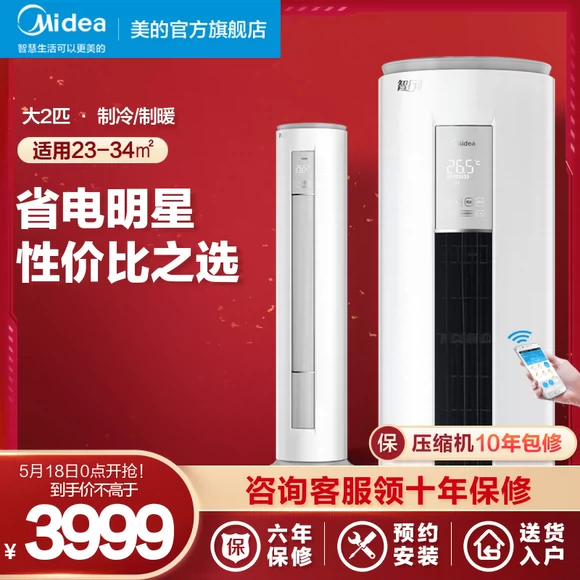 Midea 美的官方旗舰店
智慧生活可以更美的
大2匹 · 制冷/制暖
适用23-34㎡
省电明星
性价比之选
Midea
26.5℃
保 压缩机10年包修
5月18日0点开抢!
到手价不高于
¥3999
咨询客服领十年保修
保 六年保修
预约安装
送货入户